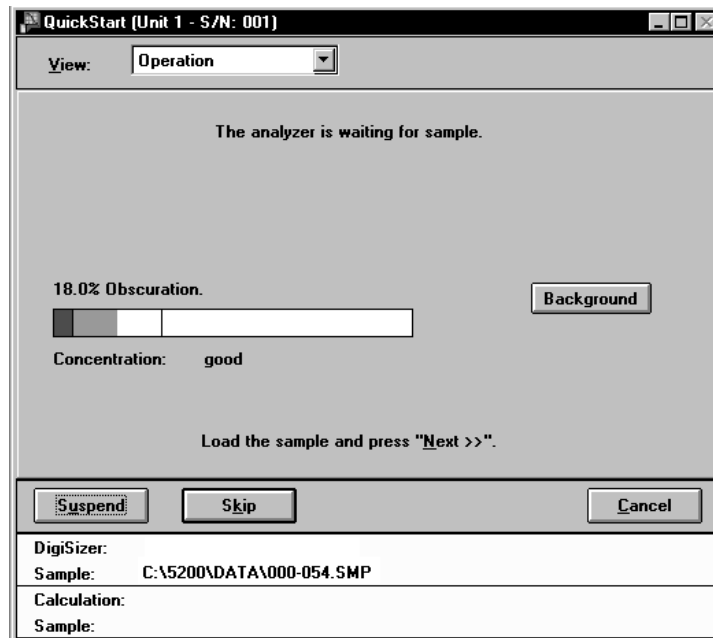 QuickStart (Unit 1 - S/N: 001)
View: Operation
The analyzer is waiting for sample.
18.0% Obscuration.
Background
Concentration: good
Load the sample and press "Next >>".
Suspend Skip Cancel
DigiSizer:
Sample: C:\5200\DATA\000-054.SMP
Calculation:
Sample: